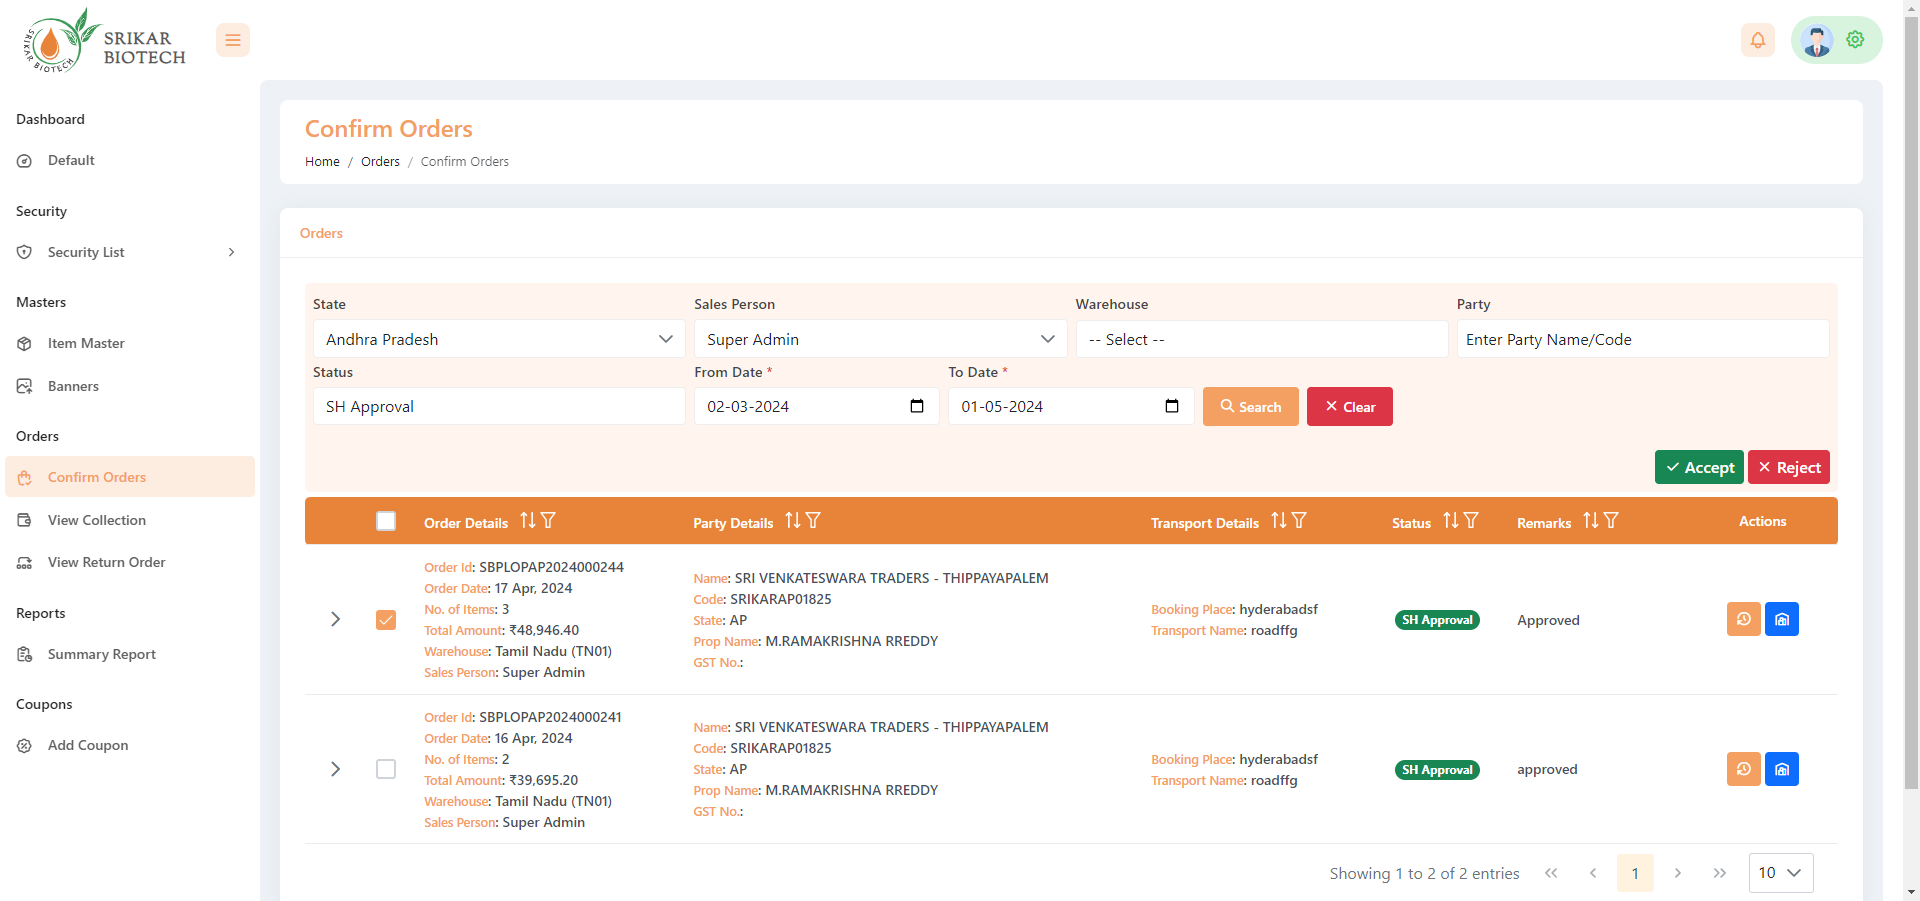 SRIKAR BIOTECH
SRIKAR
BIOTECH
Dashboard
Default
Security
Security List
Masters
Item Master
Banners
Orders
Confirm Orders
View Collection
View Return Order
Reports
Summary Report
Coupons
Add Coupon
Confirm Orders
Home / Orders / Confirm Orders
Orders
State
Sales Person
Warehouse
Party
Andhra Pradesh
Super Admin
-- Select --
Enter Party Name/Code
Status
From Date *
To Date *
SH Approval
02-03-2024
01-05-2024
Search
Clear
Accept
Reject
Order Details
Party Details
Transport Details
Status
Remarks
Actions
Order Id: SBPLOPAP2024000244
Order Date: 17 Apr, 2024
No. of Items: 3
Total Amount: ₹48,946.40
Warehouse: Tamil Nadu (TN01)
Sales Person: Super Admin
Name: SRI VENKATESWARA TRADERS - THIPPAYAPALEM
Code: SRIKARAP01825
State: AP
Prop Name: M.RAMAKRISHNA RREDDY
GST No.:
Booking Place: hyderabadsf
Transport Name: roadffg
SH Approval
Approved
Order Id: SBPLOPAP2024000241
Order Date: 16 Apr, 2024
No. of Items: 2
Total Amount: ₹39,695.20
Warehouse: Tamil Nadu (TN01)
Sales Person: Super Admin
Name: SRI VENKATESWARA TRADERS - THIPPAYAPALEM
Code: SRIKARAP01825
State: AP
Prop Name: M.RAMAKRISHNA RREDDY
GST No.:
Booking Place: hyderabadsf
Transport Name: roadffg
SH Approval
approved
Showing 1 to 2 of 2 entries
1
10